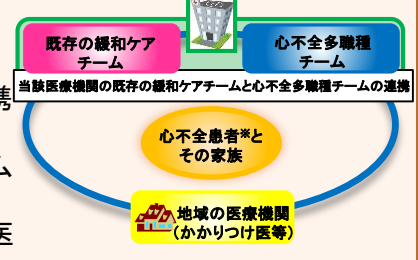 既存の緩和ケア
チーム
心不全多職種
チーム
当該医療機関の既存の緩和ケアチームと心不全多職種チームの連携
携
心不全患者※と
その家族
ム
地域の医療機関
（かかりつけ医等）
医